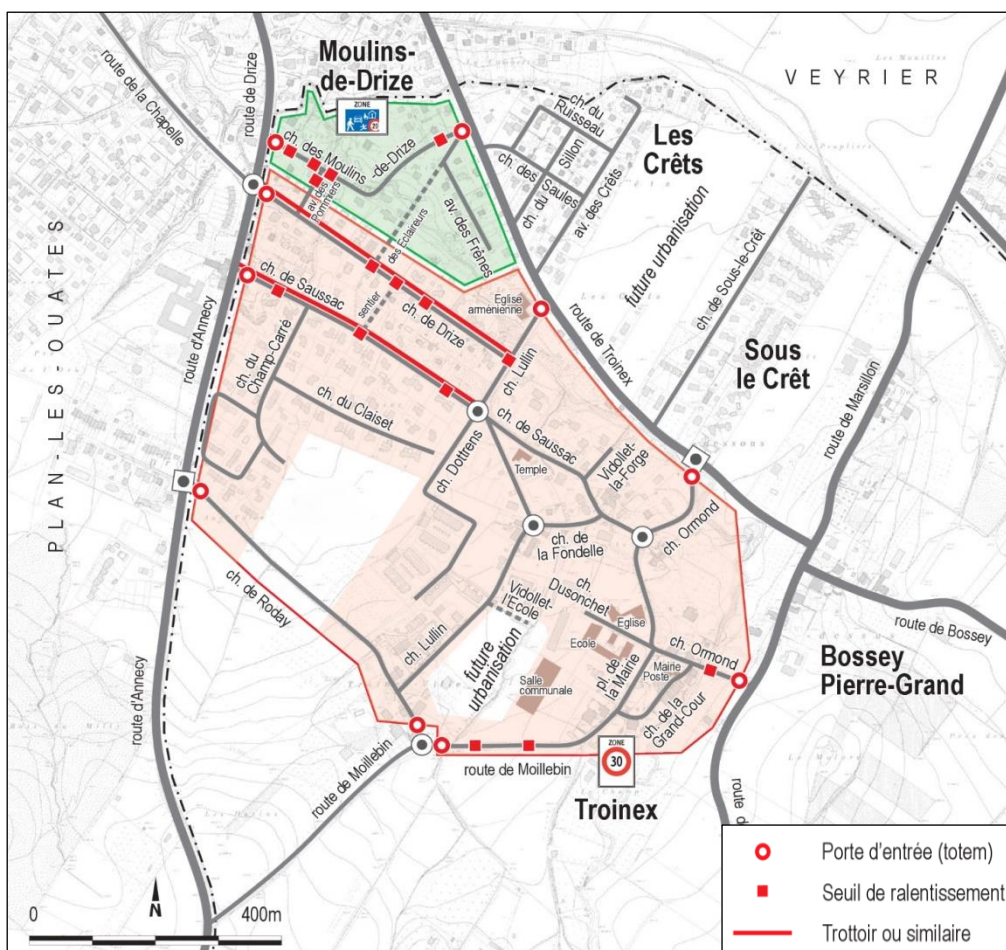 Moulins-
de-Drize
VEYRIER
route de Drize
route de la Chapelle
ZONE
20
ch. des Moulins
-de-Drize
av. des
Pommiers
des Eclaireurs
av. des Frênes
ch. du
Ruisseau
Sillon
ch. des Saules
ch. du
av. des Crêts
Les
Crêts
future urbanisation
ch. de Sous-le-Crêt
PLAN-LES-OUATES
route d'Annecy
ch. de Saussac
sentier
ch. de Drize
Eglise
arménienne
ch. Lullin
route de Troinex
Sous
le Crêt
route de Marsillon
ch. du
Champ-Carré
ch. du Claiset
ch. Dottrens
ch. de Saussac
Temple
Vidollet-
la-Forge
ch. Ormond
ch. de
la Fondelle
ch. de Roday
ch. Lullin
Vidollet-
l'Ecole
ch.
Dusonchet
Eglise
Ecole
future
urbanisation
Salle
communale
pl. de
la Mairie
Mairie
Poste
ch. Ormond
ch. de la
Grand-Cour
route de Bossey
Bossey
Pierre-Grand
route d'Annecy
route de Moillebin
route de Moillebin
ZONE
30
Troinex
route d
0
N
400m
Porte d'entrée (totem)
Seuil de ralentissement
Trottoir ou similaire